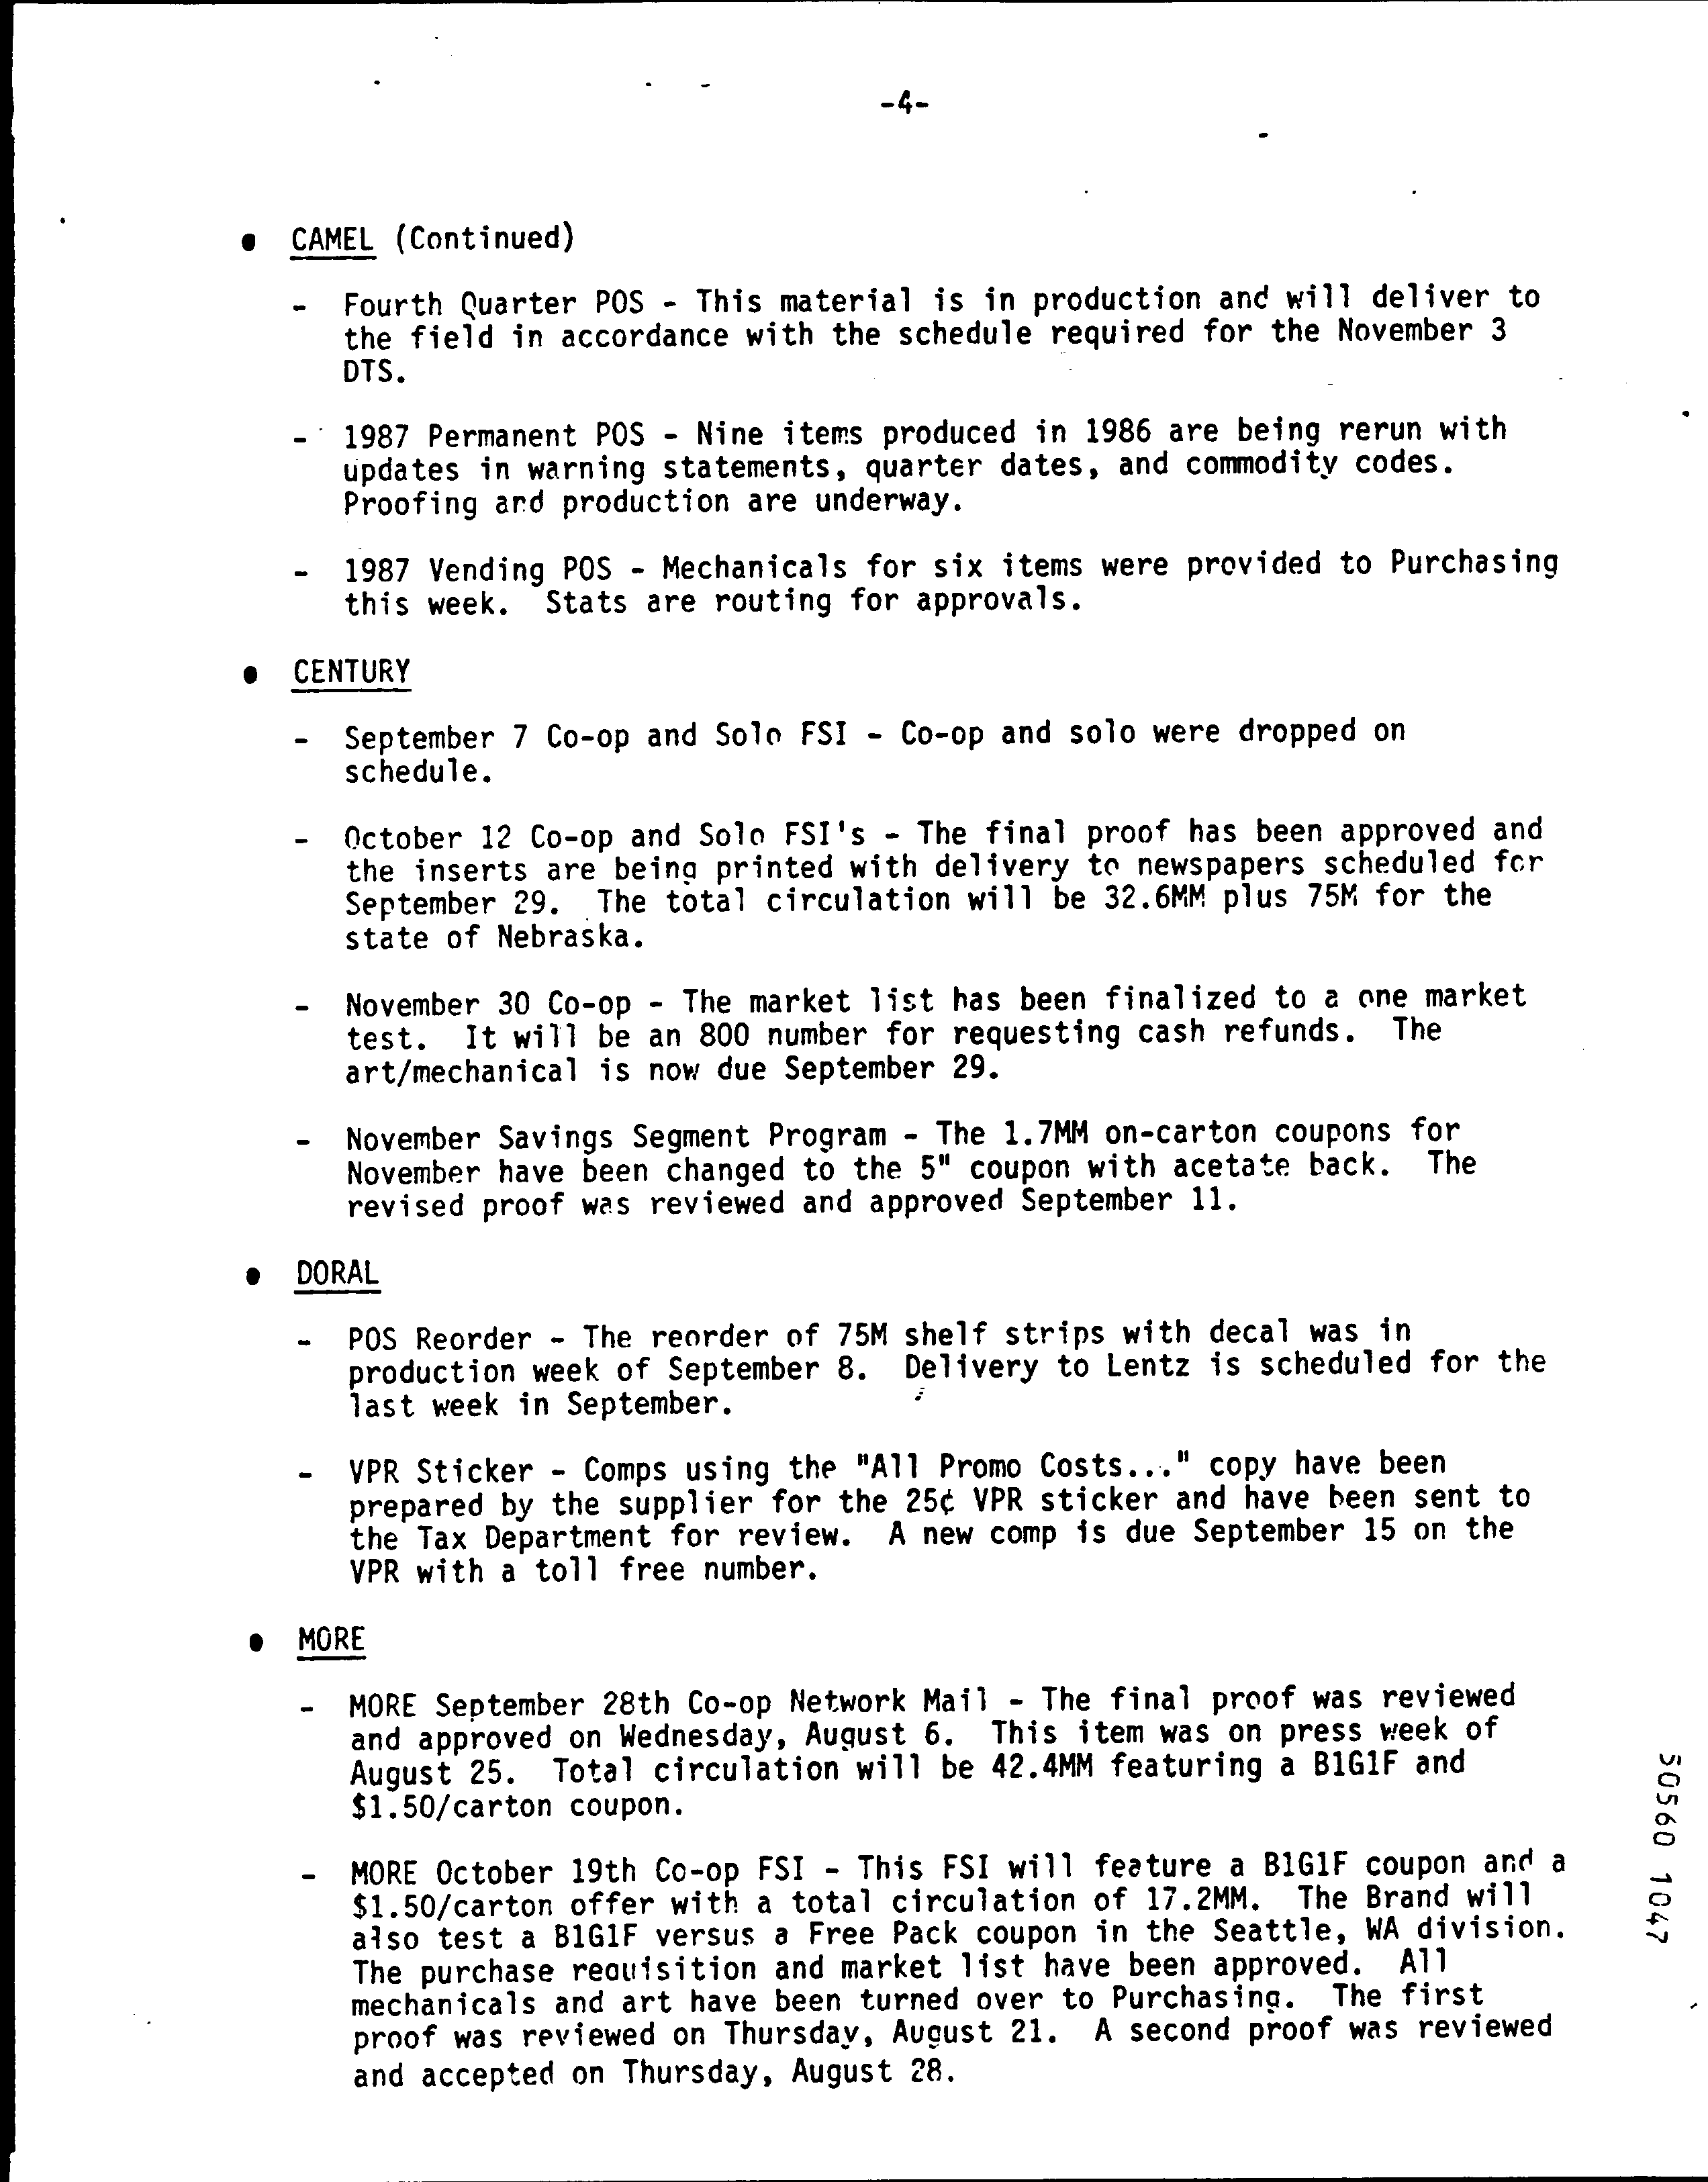 -4-
• CAMEL (Continued)
- Fourth Quarter POS - This material is in production and will deliver to
the field in accordance with the schedule required for the November 3
DTS.
- 1987 Permanent POS - Nine items produced in 1986 are being rerun with
updates in warning statements, quarter dates, and commodity codes.
Proofing and production are underway.
- 1987 Vending POS - Mechanicals for six items were provided to Purchasing
this week. Stats are routing for approvals.
• CENTURY
- September 7 Co-op and Solo FSI - Co-op and solo were dropped on
schedule.
- October 12 Co-op and Solo FSI's - The final proof has been approved and
the inserts are being printed with delivery to newspapers scheduled for
September 29. The total circulation will be 32.6MM plus 75M for the
state of Nebraska.
- November 30 Co-op - The market list has been finalized to a one market
test. It will be an 800 number for requesting cash refunds. The
art/mechanical is now due September 29.
- November Savings Segment Program - The 1.7MM on-carton coupons for
November have been changed to the 5" coupon with acetate back. The
revised proof was reviewed and approved September 11.
• DORAL
- POS Reorder - The reorder of 75M shelf strips with decal was in
production week of September 8. Delivery to Lentz is scheduled for the
last week in September.
- VPR Sticker - Comps using the "All Promo Costs..." copy have been
prepared by the supplier for the 25¢ VPR sticker and have been sent to
the Tax Department for review. A new comp is due September 15 on the
VPR with a toll free number.
• MORE
- MORE September 28th Co-op Network Mail - The final proof was reviewed
and approved on Wednesday, August 6. This item was on press week of
August 25. Total circulation will be 42.4MM featuring a B1G1F and
$1.50/carton coupon.
- MORE October 19th Co-op FSI - This FSI will feature a B1G1F coupon and a
$1.50/carton offer with a total circulation of 17.2MM. The Brand will
also test a B1G1F versus a Free Pack coupon in the Seattle, WA division.
The purchase requisition and market list have been approved. All
mechanicals and art have been turned over to Purchasing. The first
proof was reviewed on Thursday, August 21. A second proof was reviewed
and accepted on Thursday, August 28.
50560 1047